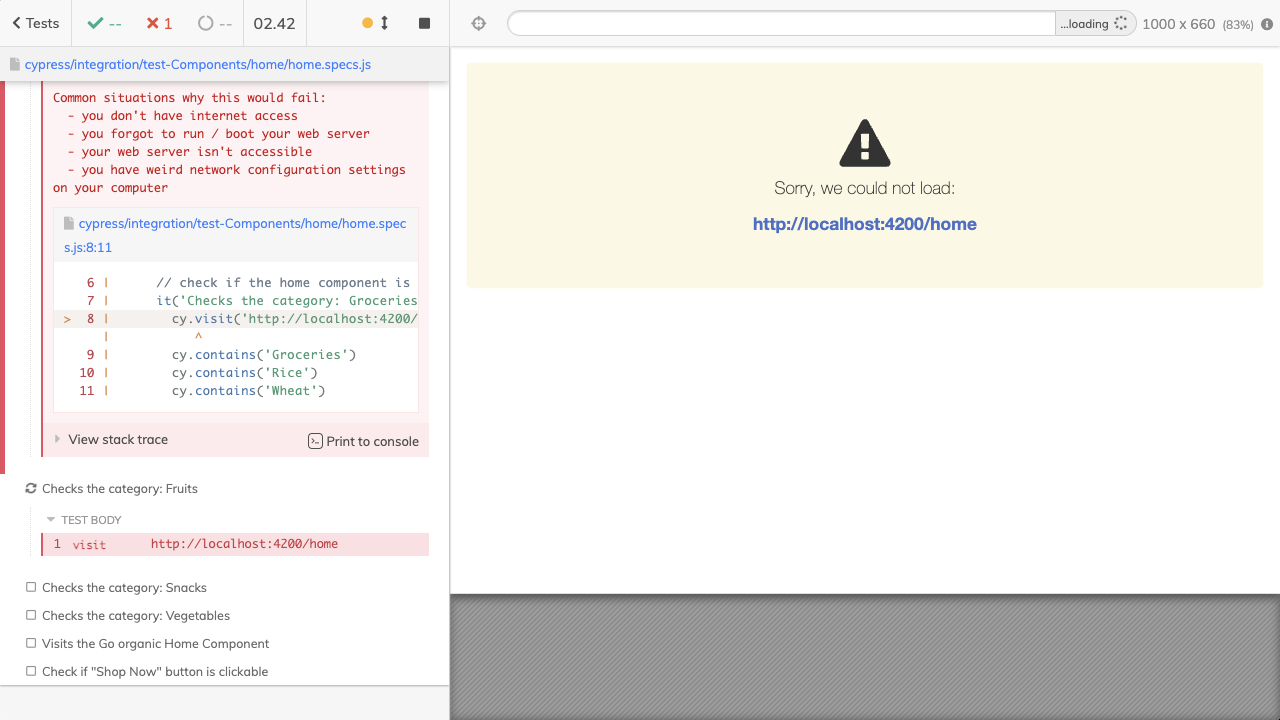 Tests
--
1
--
02.42
...loading
1000 x 660 (83%)
cypress/integration/test-Components/home/home.specs.js
Common situations why this would fail:
- you don't have internet access
- you forgot to run / boot your web server
- your web server isn't accessible
- you have weird network configuration settings
on your computer
cypress/integration/test-Components/home/home.spec
s.js:8:11
6 | // check if the home component is
7 | it('Checks the category: Groceries
> 8 | cy.visit('http://localhost:4200/
| ^
9 | cy.contains('Groceries')
10 | cy.contains('Rice')
11 | cy.contains('Wheat')
View stack trace
Print to console
Checks the category: Fruits
TEST BODY
1 visit http://localhost:4200/home
Checks the category: Snacks
Checks the category: Vegetables
Visits the Go organic Home Component
Check if "Shop Now" button is clickable
Sorry, we could not load:
http://localhost:4200/home